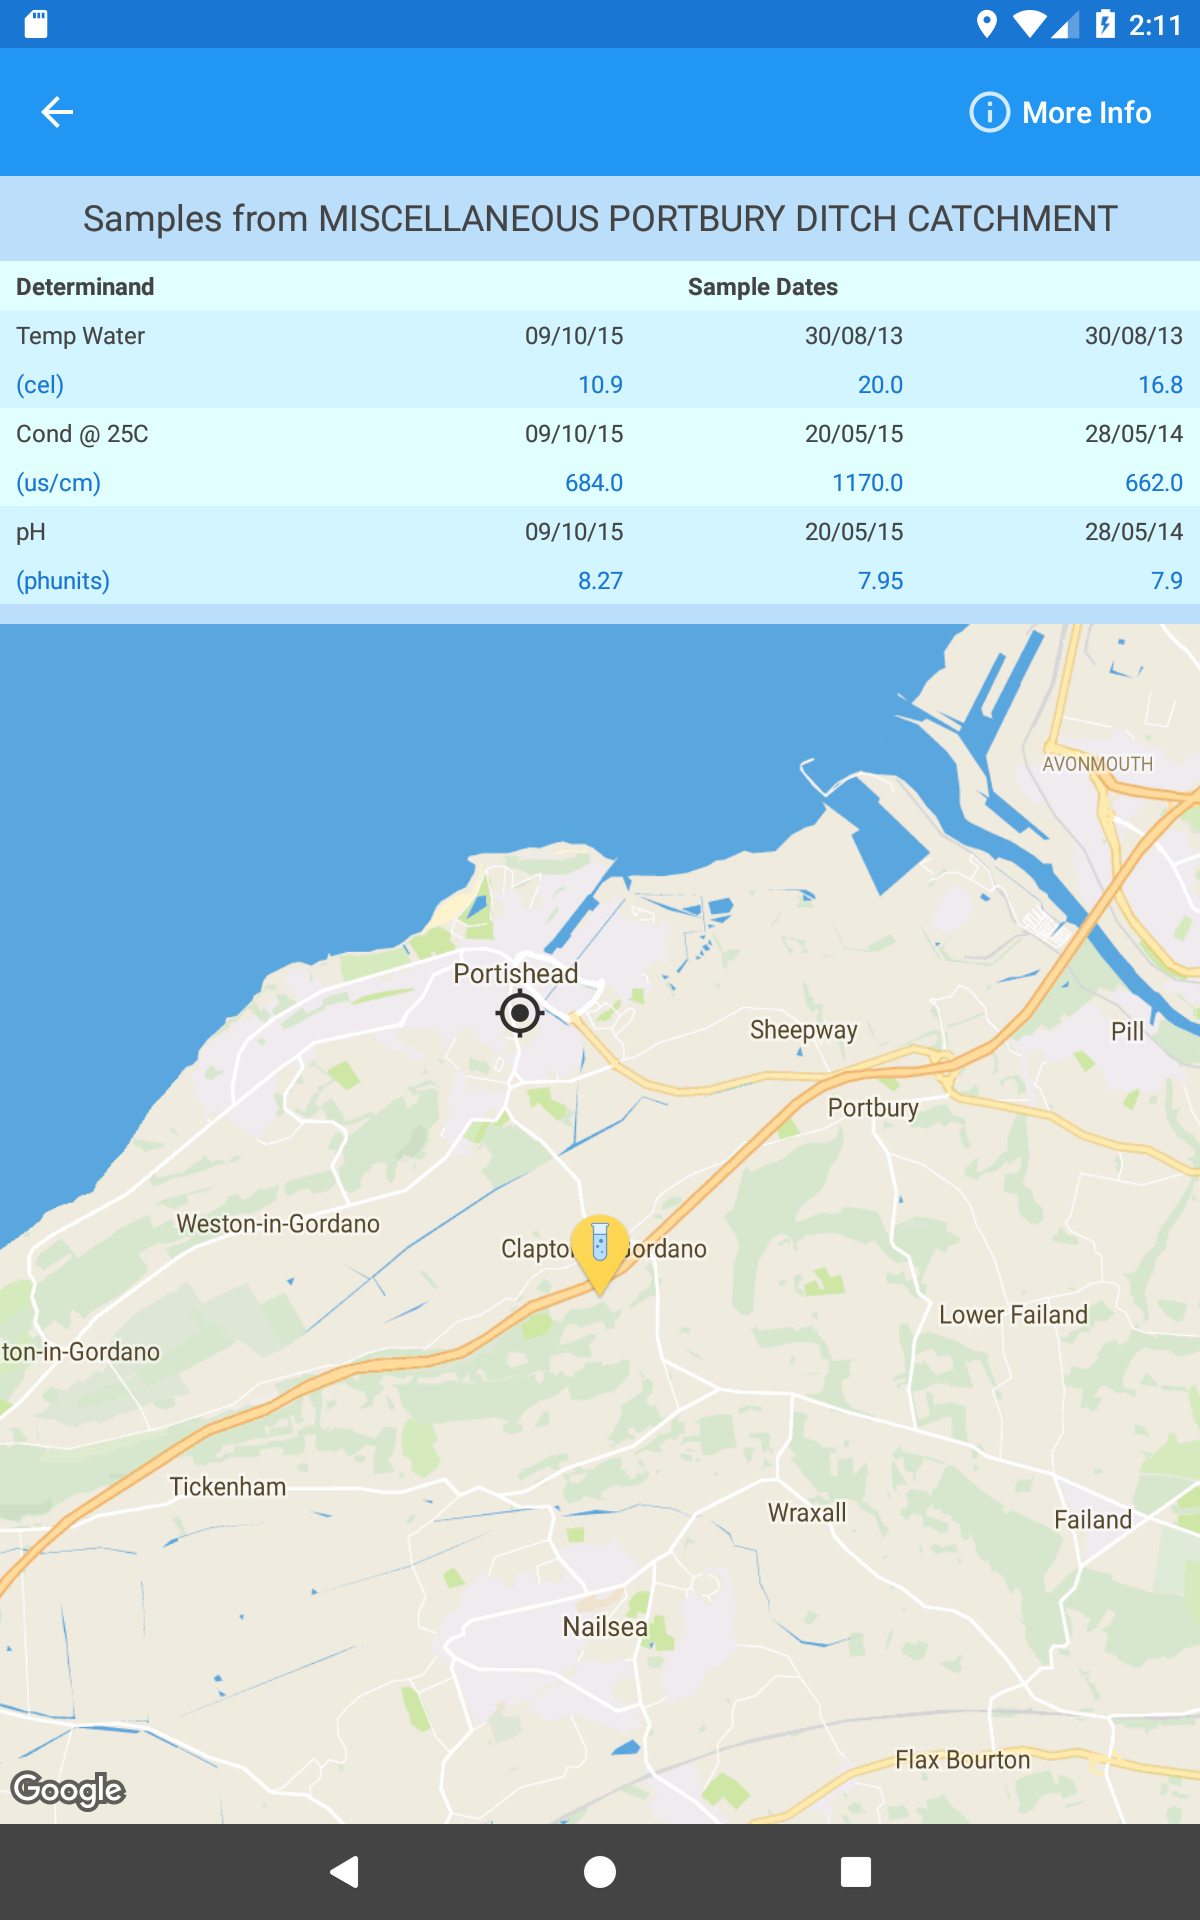 2:11
More Info
Samples from MISCELLANEOUS PORTBURY DITCH CATCHMENT
Determinand Sample Dates
Temp Water 09/10/15 30/08/13 30/08/13
(cel) 10.9 20.0 16.8
Cond @ 25C 09/10/15 20/05/15 28/05/14
(us/cm) 684.0 1170.0 662.0
pH 09/10/15 20/05/15 28/05/14
(phunits) 8.27 7.95 7.9
AVONMOUTH
Portishead
Sheepway
Pill
Portbury
Weston-in-Gordano
Clapto ordano
Lower Failand
ton-in-Gordano
Tickenham
Wraxall
Failand
Nailsea
Flax Bourton
Google